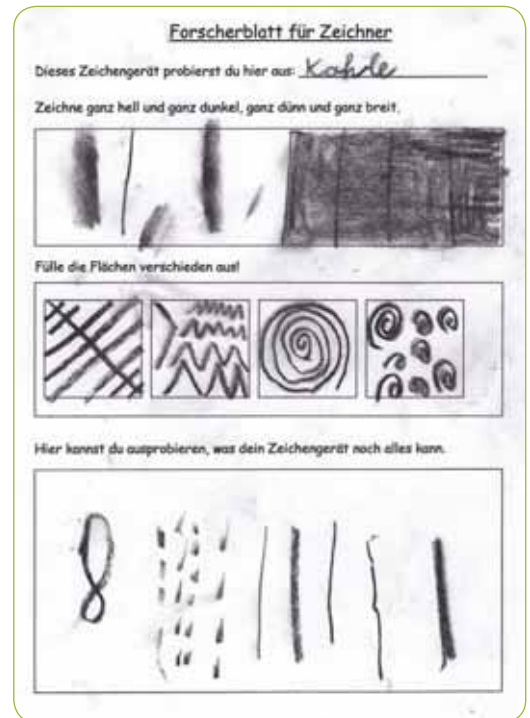 Forscherblatt für Zeichner
Dieses Zeichengerät probierst du hier aus: Kohle
Zeichne ganz hell und ganz dunkel, ganz dünn und ganz breit.
Fülle die Flächen verschieden aus!
Hier kannst du ausprobieren, was dein Zeichengerät noch alles kann.